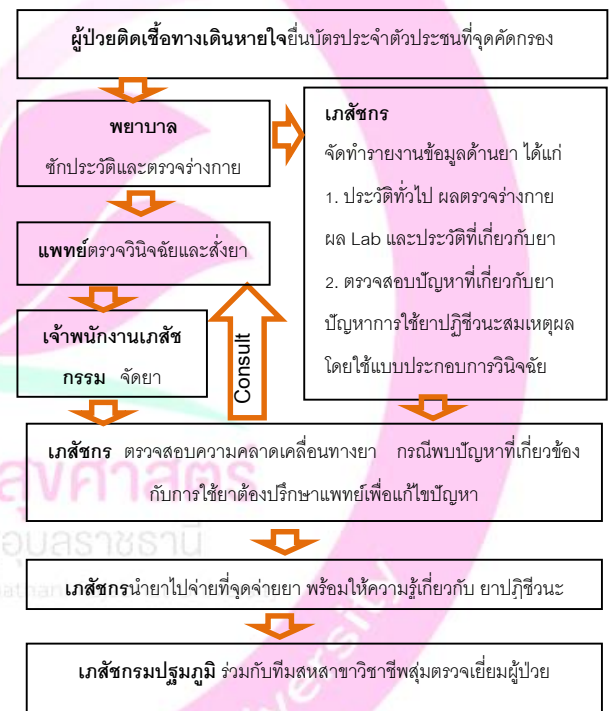 ผู้ป่วยติดเชื้อทางเดินหายใจยื่นบัตรประจำตัวประชนที่จุดคัดกรอง
พยาบาล
ซักประวัติและตรวจร่างกาย
เภสัชกร
จัดทำรายงานข้อมูลด้านยา ได้แก่
1. ประวัติทั่วไป ผลตรวจร่างกาย
ผล Lab และประวัติที่เกี่ยวกับยา
2. ตรวจสอบปัญหาที่เกี่ยวกับยา
ปัญหาการใช้ยาปฏิชีวนะสมเหตุผล
โดยใช้แบบประกอบการวินิจฉัย
แพทย์ตรวจวินิจฉัยและสั่งยา
เจ้าพนักงานเภสัช
กรรม จัดยา
Consult
เภสัชกร ตรวจสอบความคลาดเคลื่อนทางยา กรณีพบปัญหาที่เกี่ยวข้อง
กับการใช้ยาต้องปรึกษาแพทย์เพื่อแก้ไขปัญหา
เภสัชกรนำยาไปจ่ายที่จุดจ่ายยา พร้อมให้ความรู้เกี่ยวกับ ยาปฏิชีวนะ
เภสัชกรมปฐมภูมิ ร่วมกับทีมสหสาขาวิชาชีพสุ่มตรวจเยี่ยมผู้ป่วย